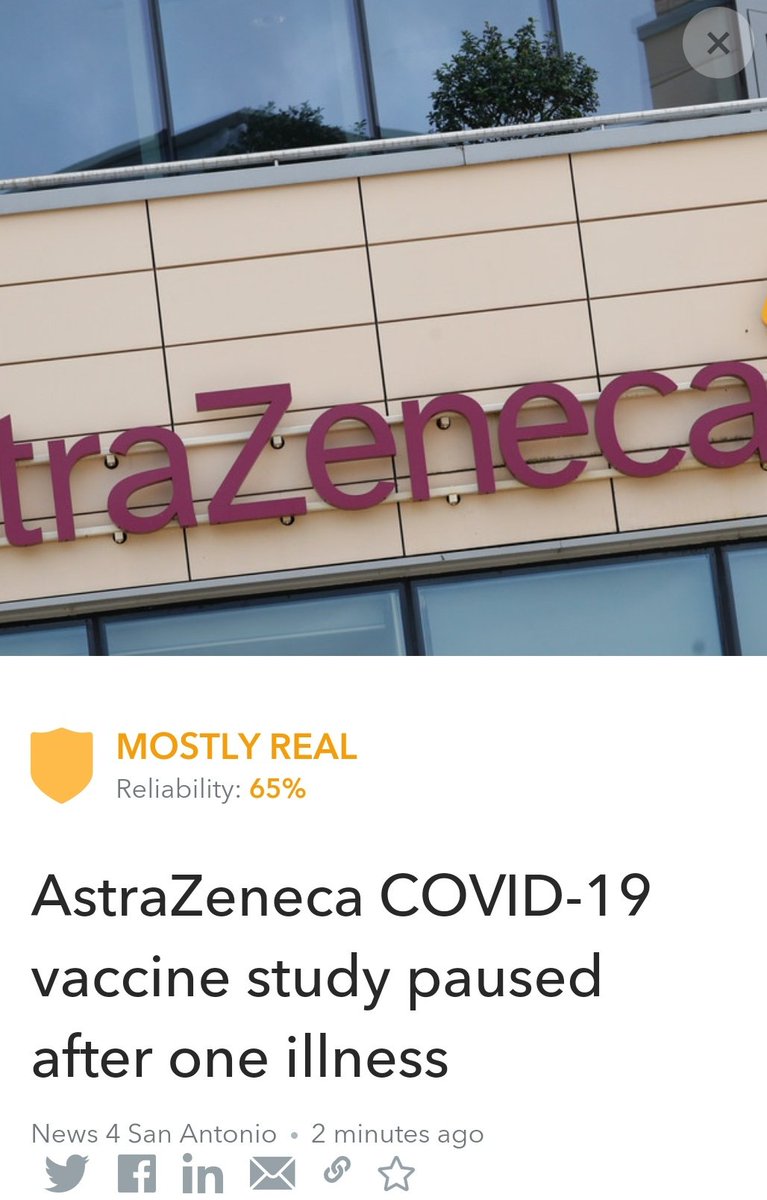 traZeneca
MOSTLY REAL
Reliability: 65%
AstraZeneca COVID-19
vaccine study paused
after one illness
News 4 San Antonio • 2 minutes ago